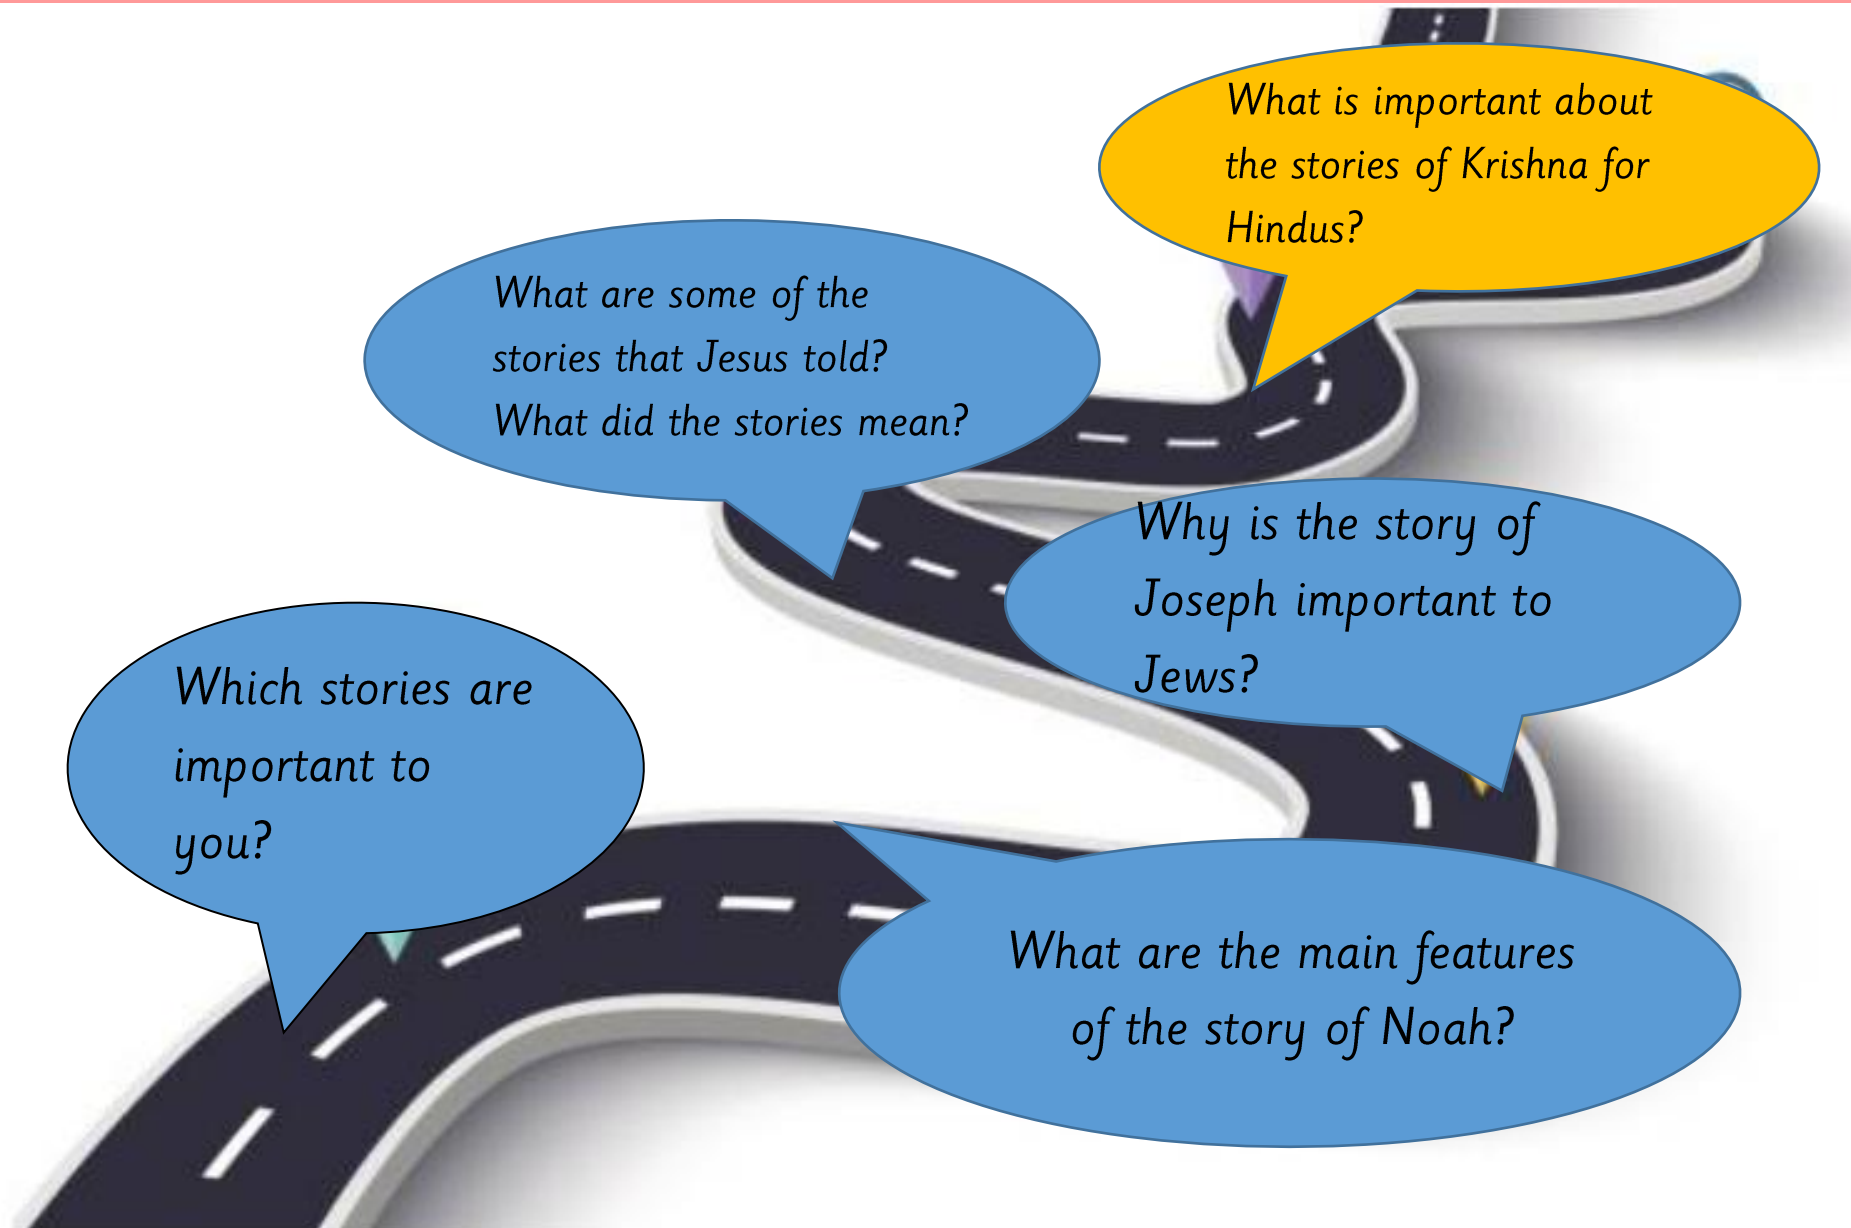 What is important about
the stories of Krishna for
Hindus?
What are some of the
stories that Jesus told?
What did the stories mean?
Why is the story of
Joseph important to
Jews?
Which stories are
important to
you?
What are the main features
of the story of Noah?